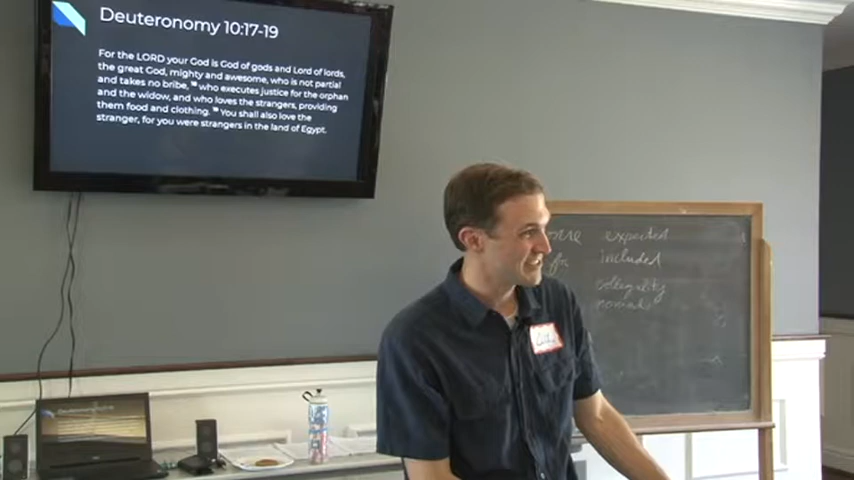 Deuteronomy 10:17-19
For the LORD your God is God of gods and Lord of lords,
the great God, mighty and awesome, who is not partial
and takes no bribe, 18 who executes justice for the orphan
and the widow, and who loves the strangers, providing
them food and clothing. 19 You shall also love the
stranger, for you were strangers in the land of Egypt.
expected
included